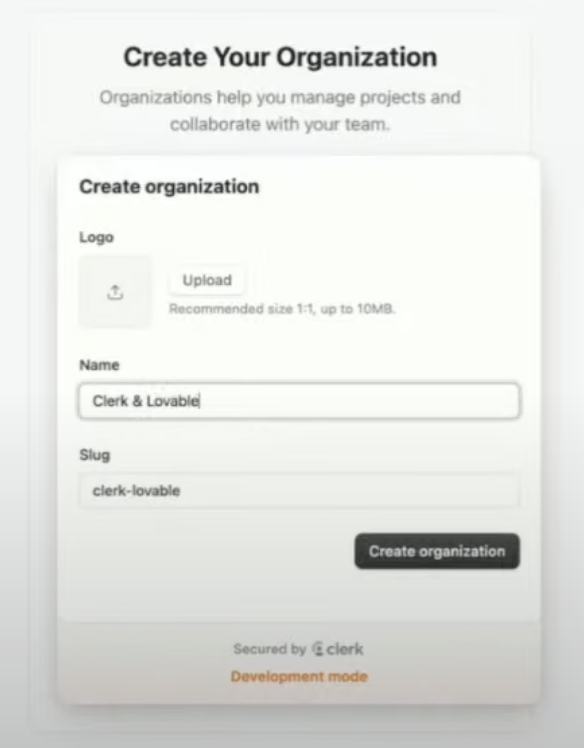 Create Your Organization
Organizations help you manage projects and
collaborate with your team.
Create organization
Logo
Upload
Recommended size 1:1, up to 10MB.
Name
Clerk & Lovable
Slug
clerk-lovable
Create organization
Secured by clerk
Development mode